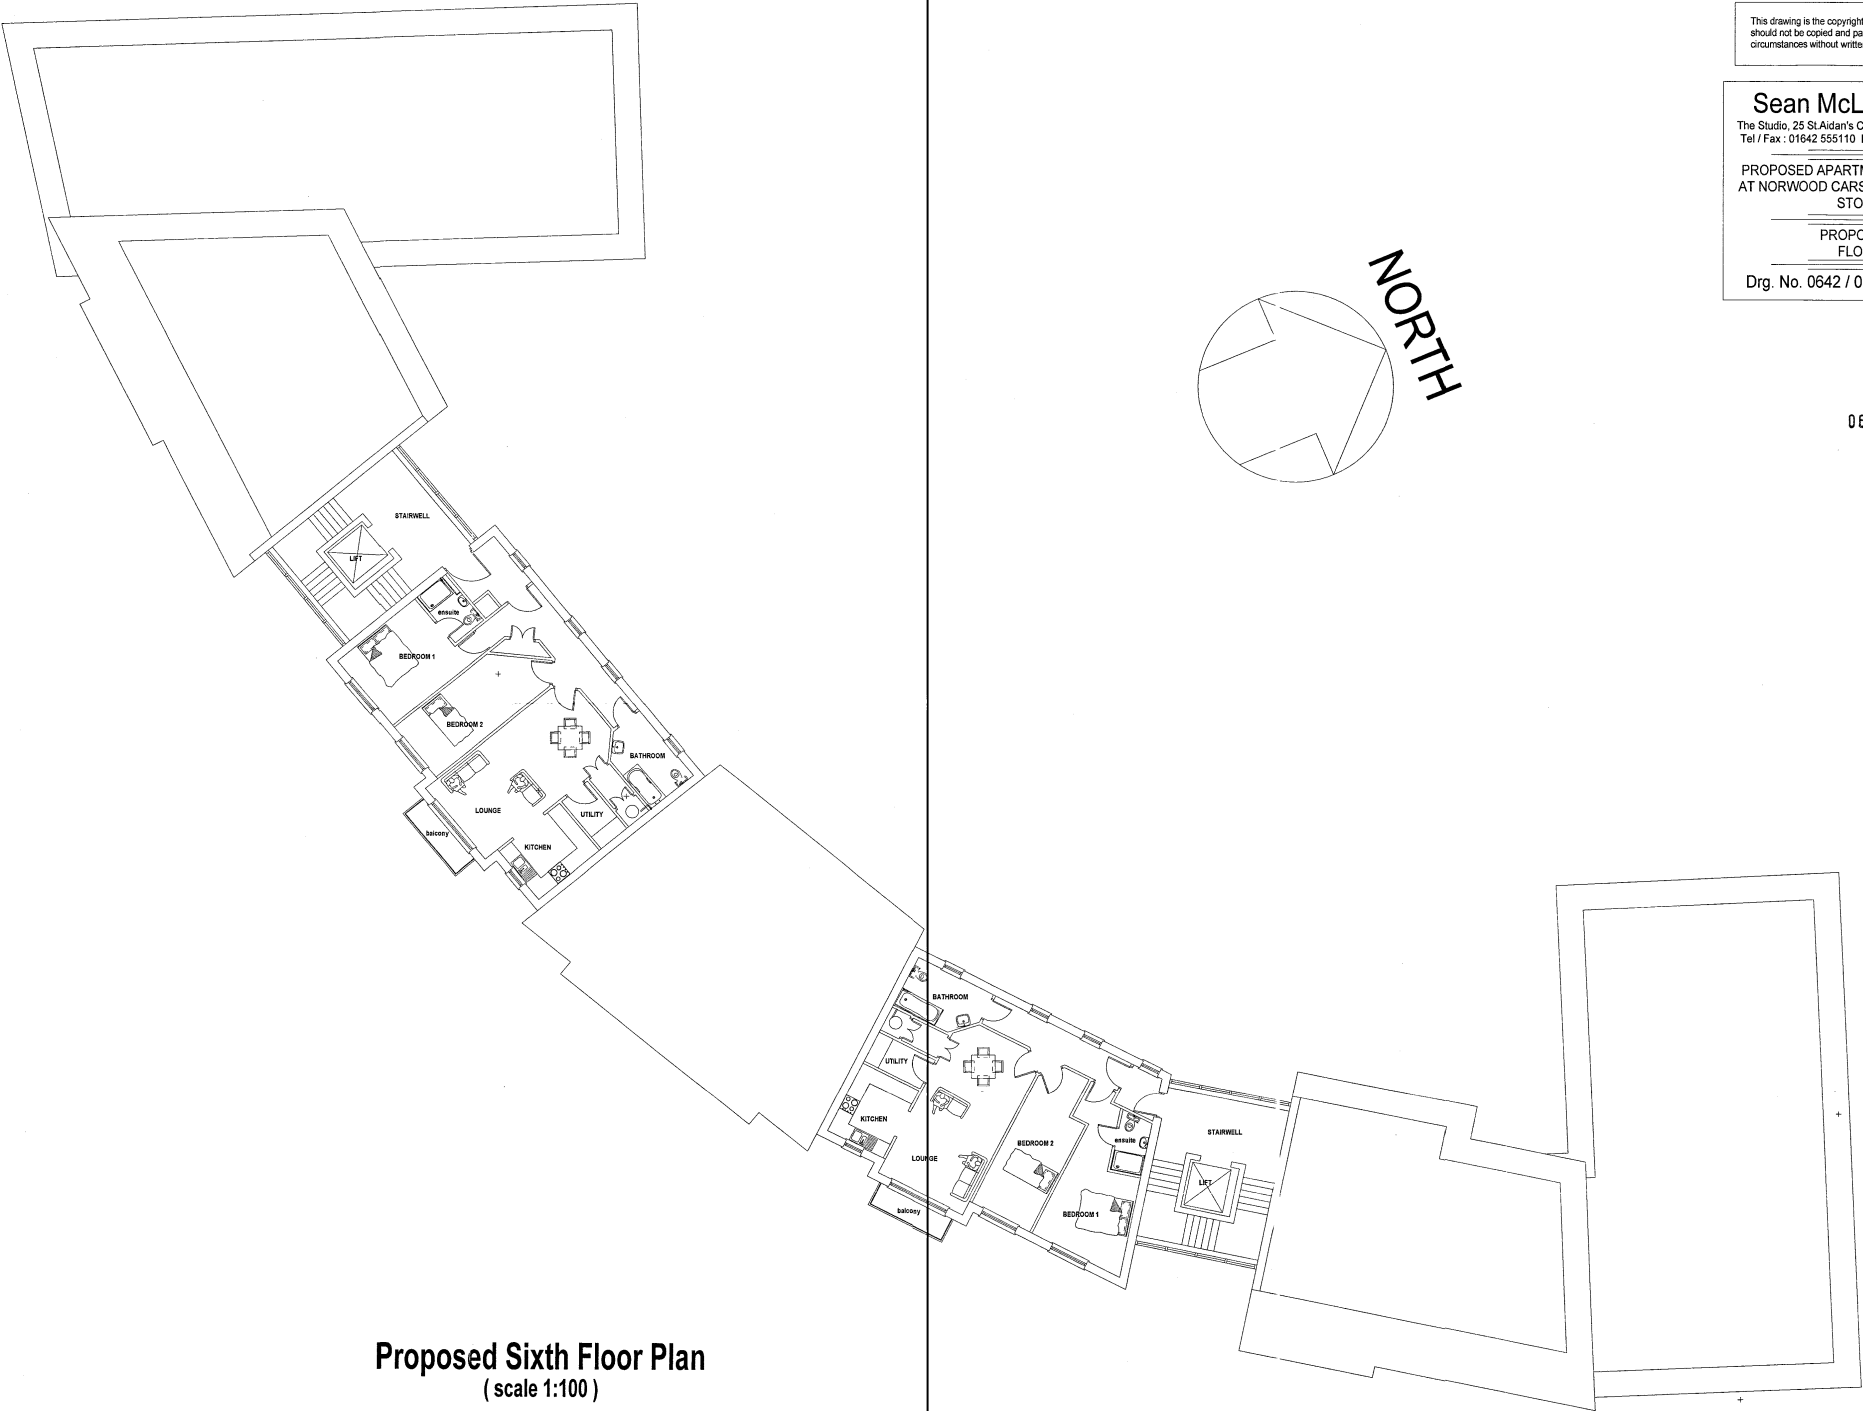 This drawing is the copyright
should not be copied and pa
circumstances without writte
Sean McL
The Studio, 25 St.Aidan's C
Tel / Fax : 01642 555110
PROPOSED APARTM
AT NORWOOD CARS
STO
PROPO
FLO
Drg. No. 0642 / 0
NORTH
06
STAIRWELL
LIFT
ensuite
BEDROOM 1
BEDROOM 2
BATHROOM
LOUNGE
UTILITY
balcony
KITCHEN
BATHROOM
UTILITY
KITCHEN
STAIRWELL
ensuite
BEDROOM 2
LOUNGE
LIFT
balcony
BEDROOM 1
Proposed Sixth Floor Plan
( scale 1:100 )